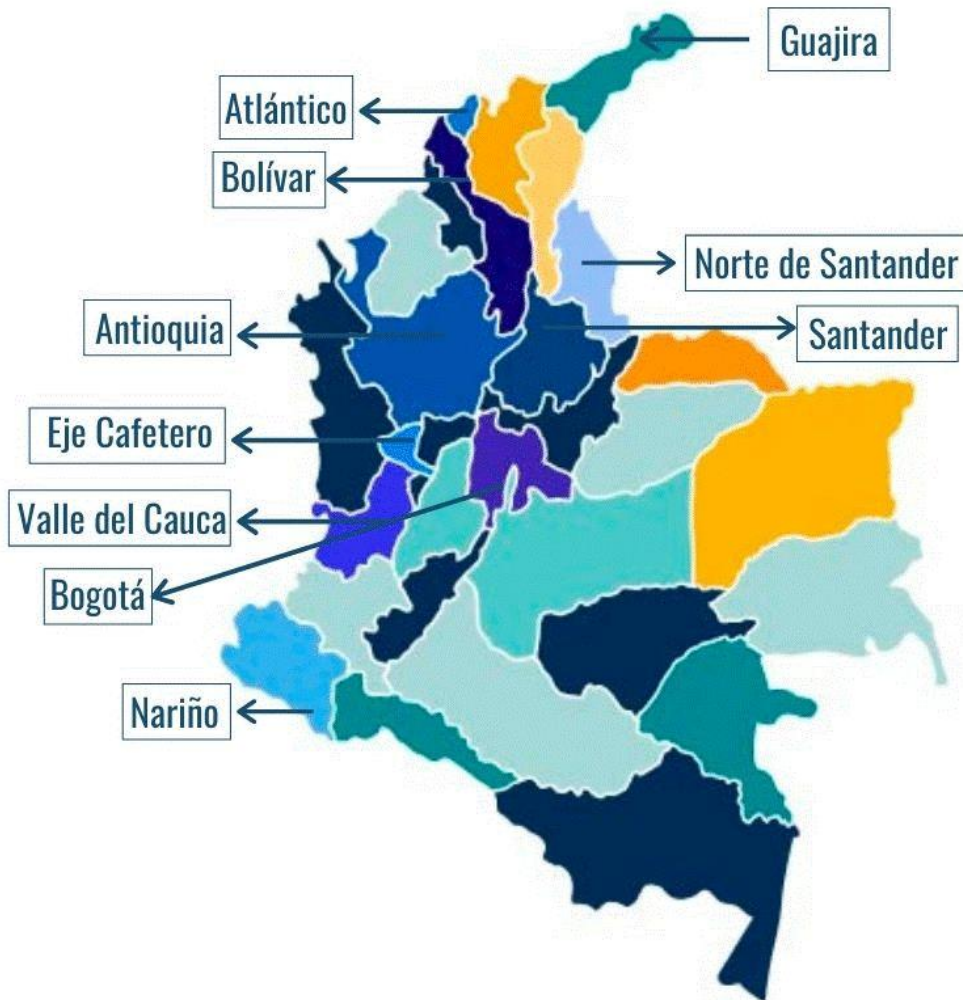 Guajira
Atlántico
Bolívar
Norte de Santander
Antioquia
Santander
Eje Cafetero
Valle del Cauca
Bogotá
Nariño